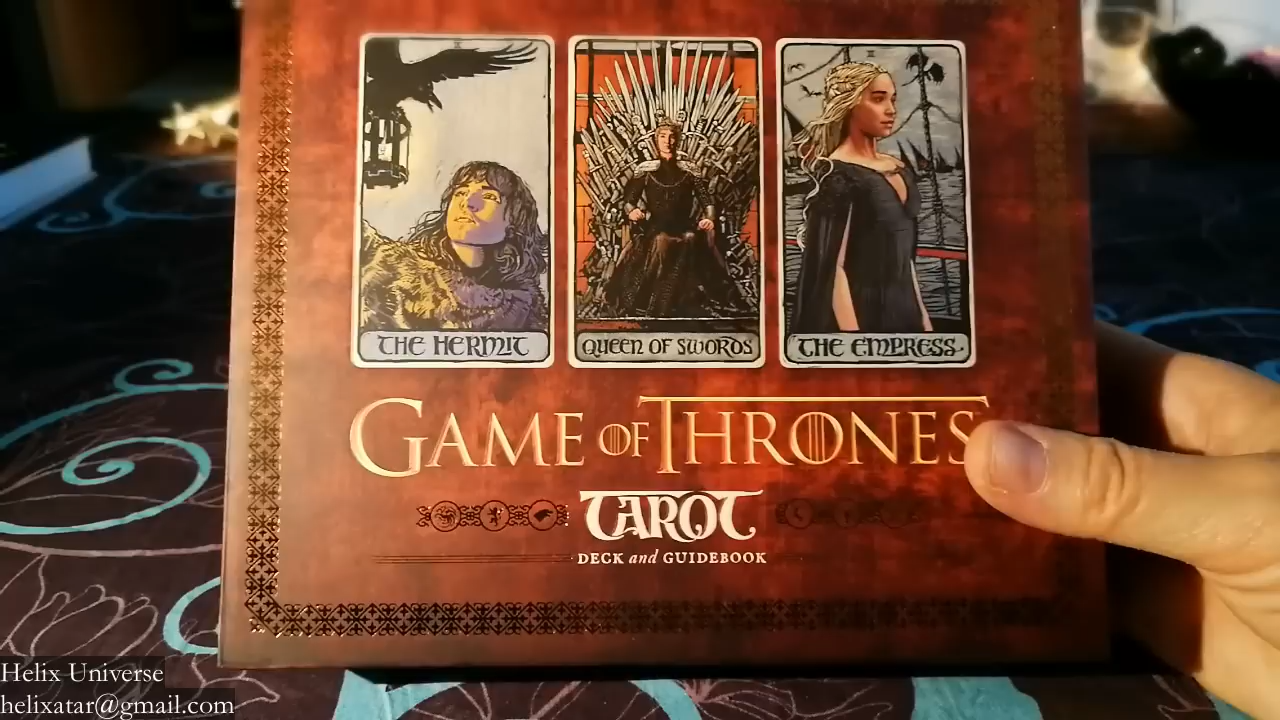 THE HERMIT
QUEEN OF SWORDS
II
THE EMPRESS
GAME OF THRONES
TAROT
DECK and GUIDEBOOK
Helix Universe
helixatar@gmail.com